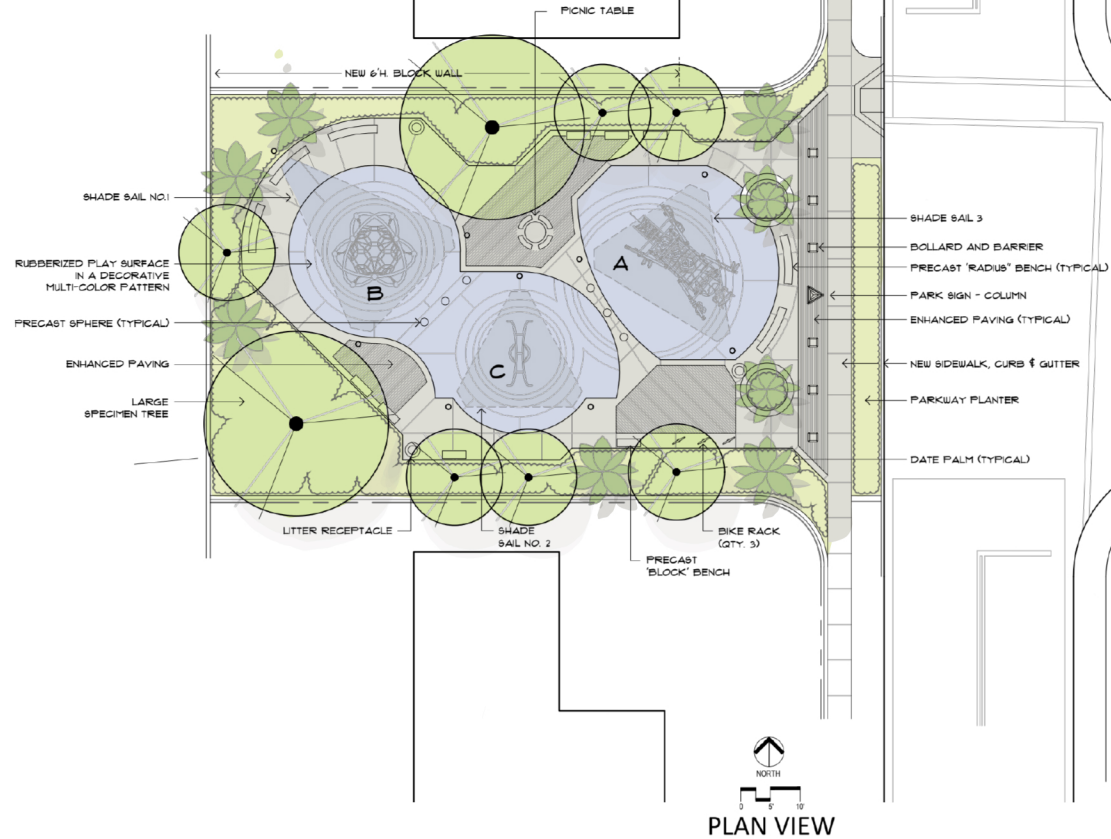 PICNIC TABLE
NEW 6'H. BLOCK WALL
SHADE SAIL NO.1
RUBBERIZED PLAY SURFACE
IN A DECORATIVE
MULTI-COLOR PATTERN
PRECAST SPHERE (TYPICAL)
ENHANCED PAVING
LARGE
SPECIMEN TREE
A
B
C
SHADE SAIL 3
BOLLARD AND BARRIER
PRECAST 'RADIUS" BENCH (TYPICAL)
PARK SIGN - COLUMN
ENHANCED PAVING (TYPICAL)
NEW SIDEWALK, CURB & GUTTER
PARKWAY PLANTER
DATE PALM (TYPICAL)
LITTER RECEPTACLE
SHADE
SAIL NO. 2
BIKE RACK
(QTY. 3)
PRECAST
'BLOCK' BENCH
NORTH
0 5' 10'
PLAN VIEW